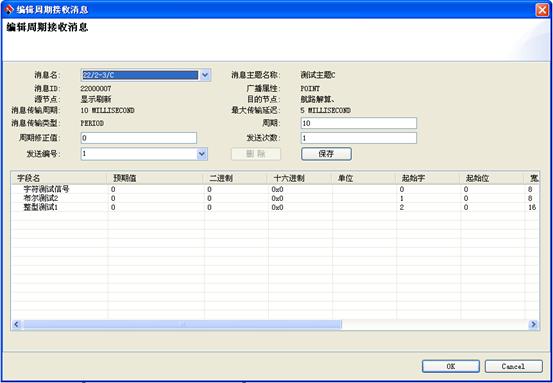 编辑周期接收消息
编辑周期接收消息
消息名: 22/2-3/C 消息主题名称: 测试主题C
消息ID: 22000007 广播属性: POINT
源节点: 显示刷新 目的节点: 航路解算、
消息传输周期: 10 MILLISECOND 最大传输延迟: 5 MILLISECOND
消息传输类型: PERIOD 周期: 10
周期修正值: 0 发送次数: 1
发送编号: 1 删除 保存
字段名 预期值 二进制 十六进制 单位 起始字 起始位 宽
字符测试信号 0 0 0x0 0 0 8
布尔测试2 0 0 0x0 1 0 8
整型测试1 0 0 0x0 2 0 16
OK Cancel